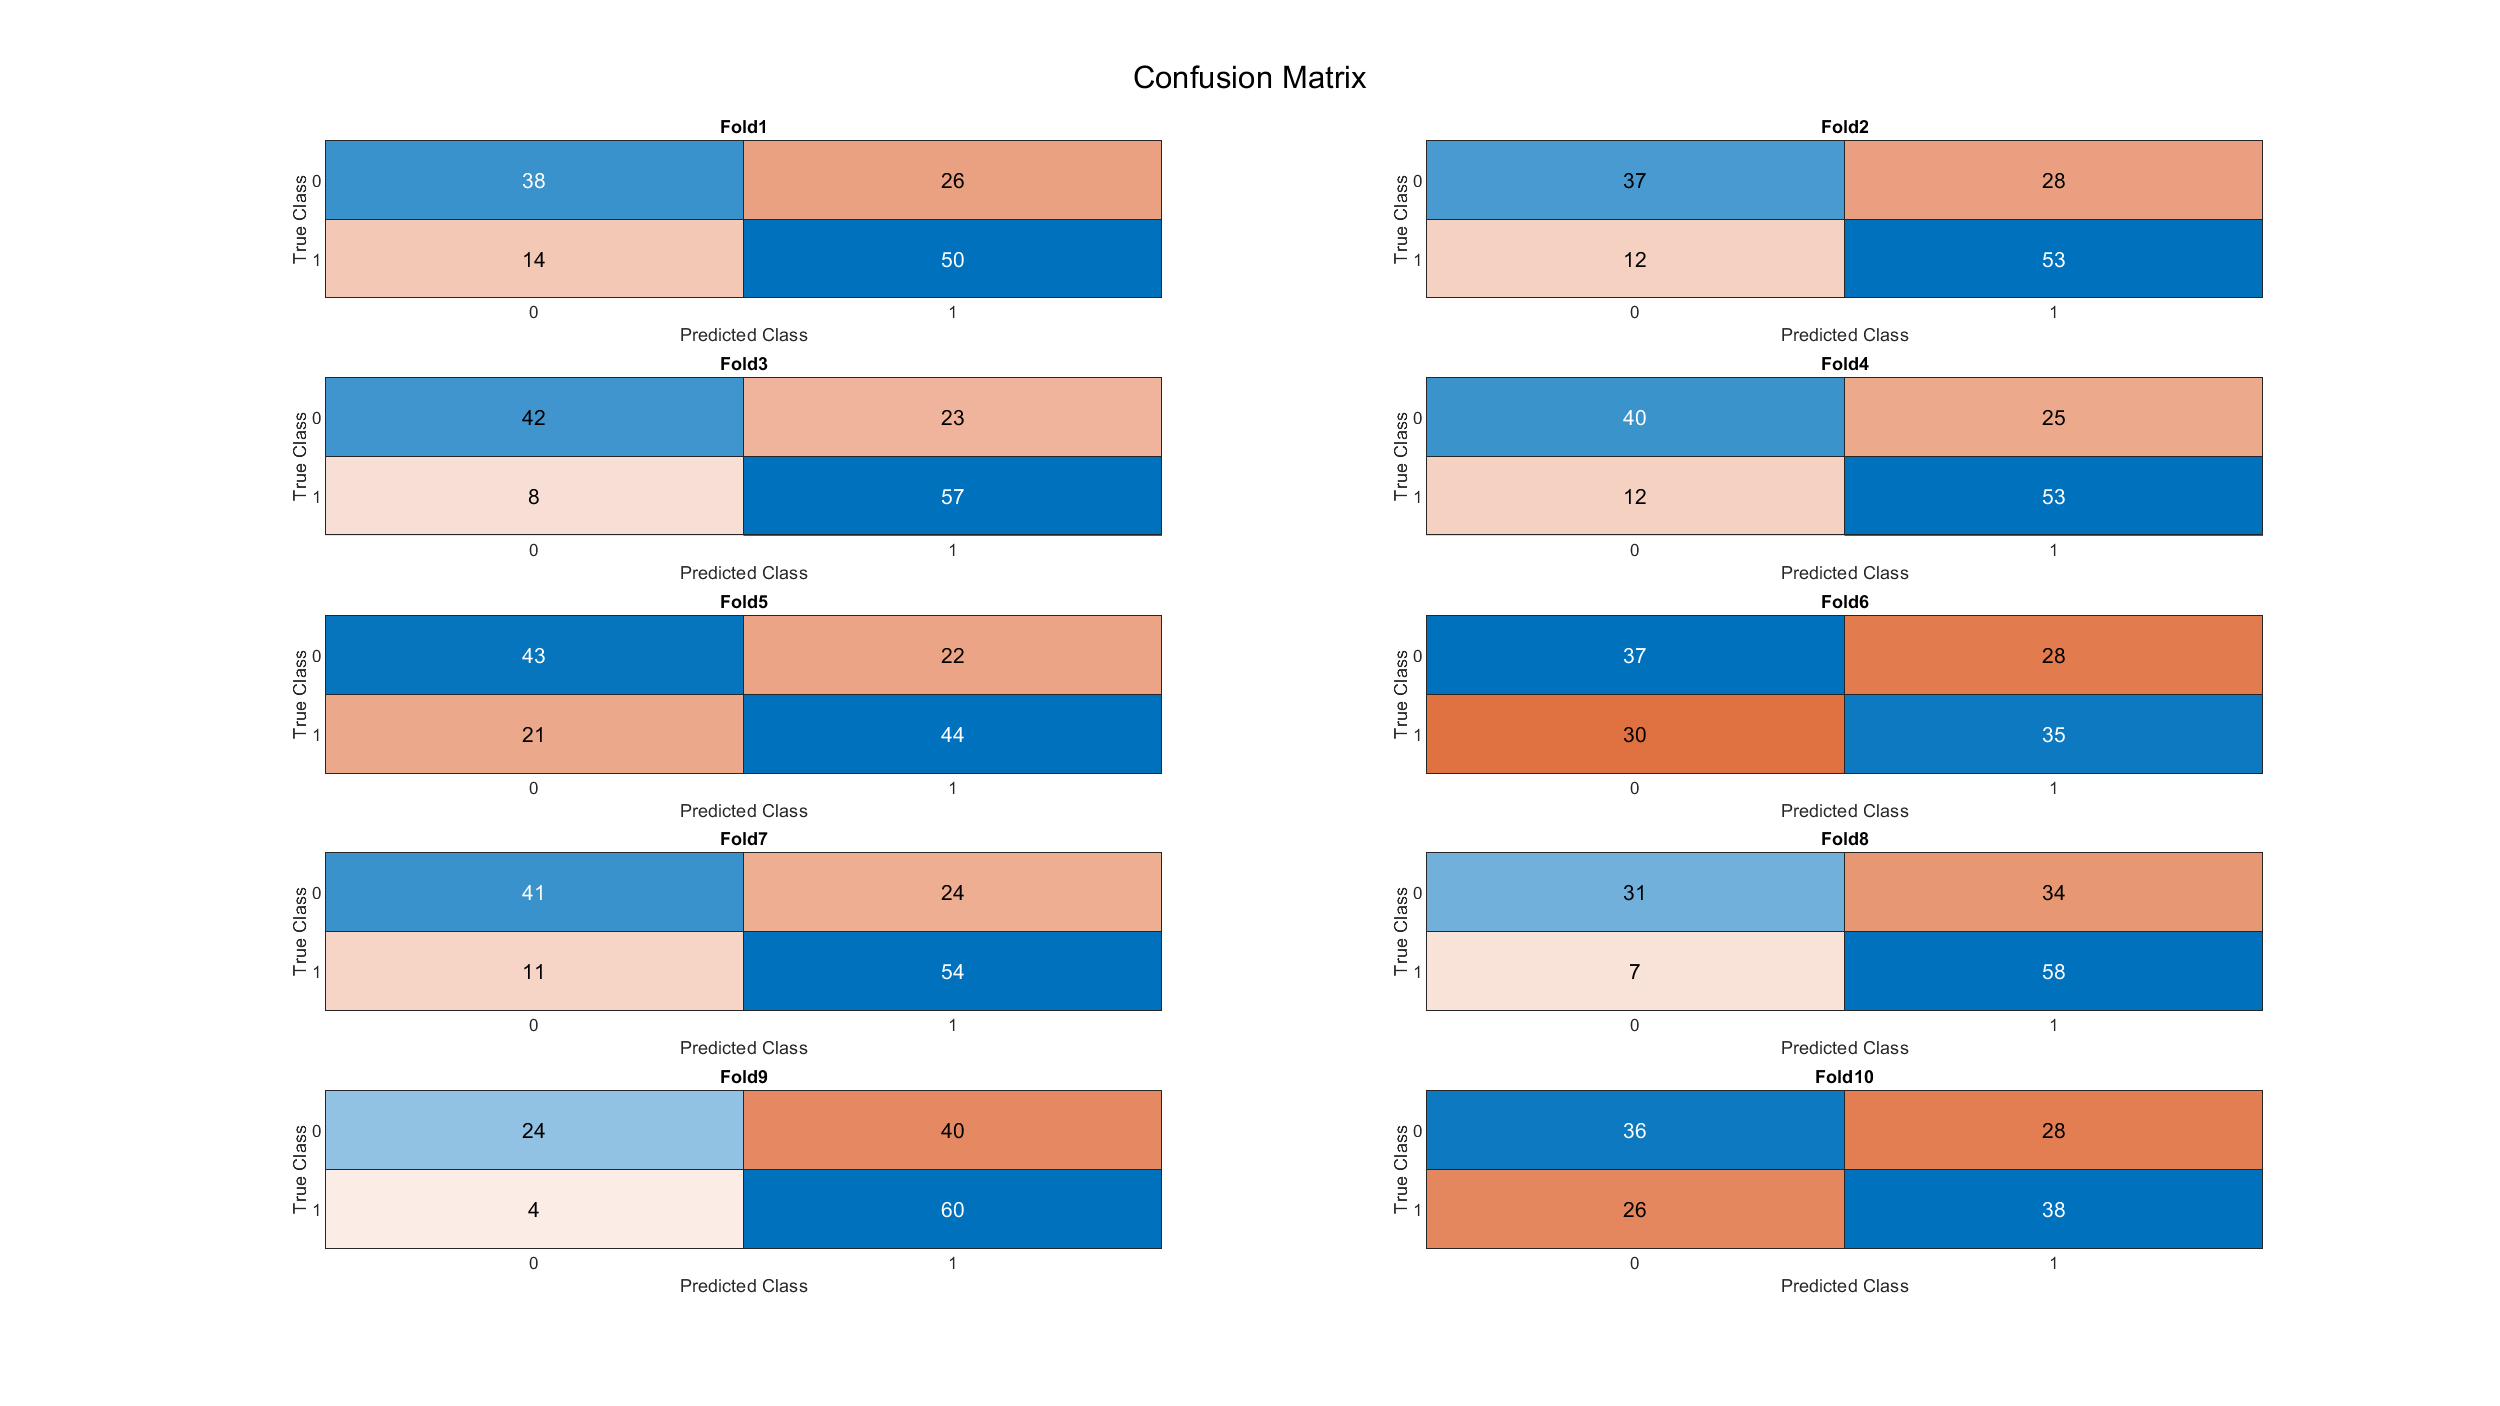 Confusion Matrix
Fold1
True Class
0
38
26
1
14
50
0
1
Predicted Class
Fold2
True Class
0
37
28
1
12
53
0
1
Predicted Class
Fold3
True Class
0
42
23
1
8
57
0
1
Predicted Class
Fold4
True Class
0
40
25
1
12
53
0
1
Predicted Class
Fold5
True Class
0
43
22
1
21
44
0
1
Predicted Class
Fold6
True Class
0
37
28
1
30
35
0
1
Predicted Class
Fold7
True Class
0
41
24
1
11
54
0
1
Predicted Class
Fold8
True Class
0
31
34
1
7
58
0
1
Predicted Class
Fold9
True Class
0
24
40
1
4
60
0
1
Predicted Class
Fold10
True Class
0
36
28
1
26
38
0
1
Predicted Class